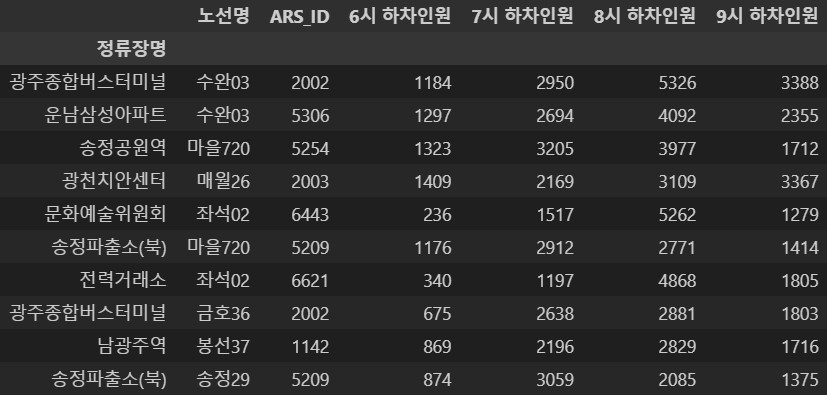 노선명 ARS_ID 6시 하차인원 7시 하차인원 8시 하차인원 9시 하차인원
정류장명
광주종합버스터미널 수완03 2002 1184 2950 5326 3388
운남삼성아파트 수완03 5306 1297 2694 4092 2355
송정공원역 마을720 5254 1323 3205 3977 1712
광천치안센터 매월26 2003 1409 2169 3109 3367
문화예술위원회 좌석02 6443 236 1517 5262 1279
송정파출소(북) 마을720 5209 1176 2912 2771 1414
전력거래소 좌석02 6621 340 1197 4868 1805
광주종합버스터미널 금호36 2002 675 2638 2881 1803
남광주역 봉선37 1142 869 2196 2829 1716
송정파출소(북) 송정29 5209 874 3059 2085 1375